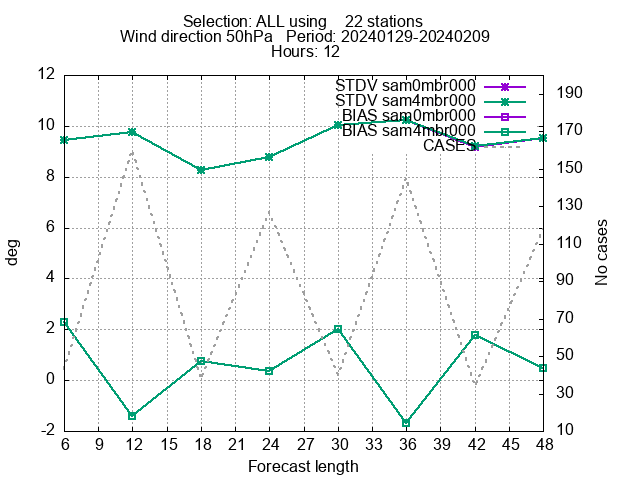 Selection: ALL using 22 stations
Wind direction 50hPa Period: 20240129-20240209
Hours: 12
STDV sam0mbr000
STDV sam4mbr000
BIAS sam0mbr000
BIAS sam4mbr000
CASES
deg
12
10
8
6
4
2
0
-2
No cases
190
170
150
130
110
90
70
50
30
10
6 9 12 15 18 21 24 27 30 33 36 39 42 45 48
Forecast length